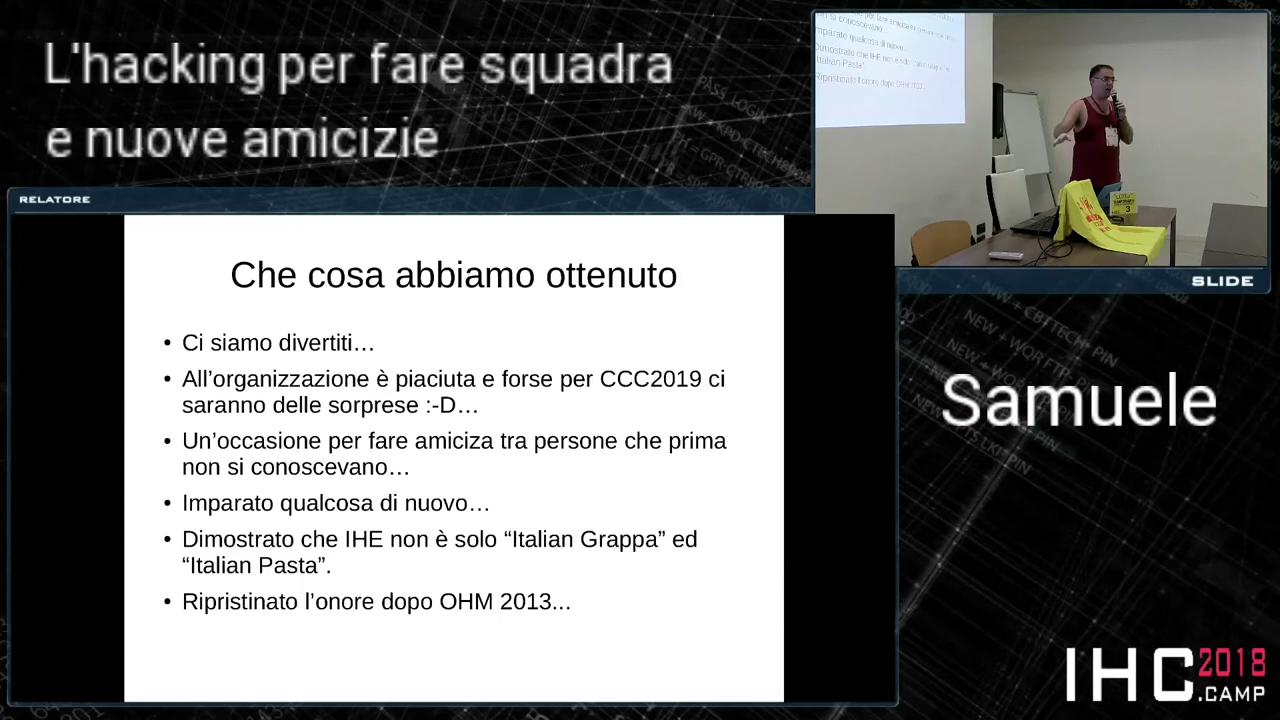 L'hacking per fare squadra
e nuove amicizie
RELATORE
Che cosa abbiamo ottenuto
• Ci siamo divertiti…
• All’organizzazione è piaciuta e forse per CCC2019 ci
saranno delle sorprese :-D…
• Un’occasione per fare amiciza tra persone che prima
non si conoscevano…
• Imparato qualcosa di nuovo…
• Dimostrato che IHE non è solo “Italian Grappa” ed
“Italian Pasta”.
• Ripristinato l’onore dopo OHM 2013...
SLIDE
Samuele
IHC 2018
.CAMP